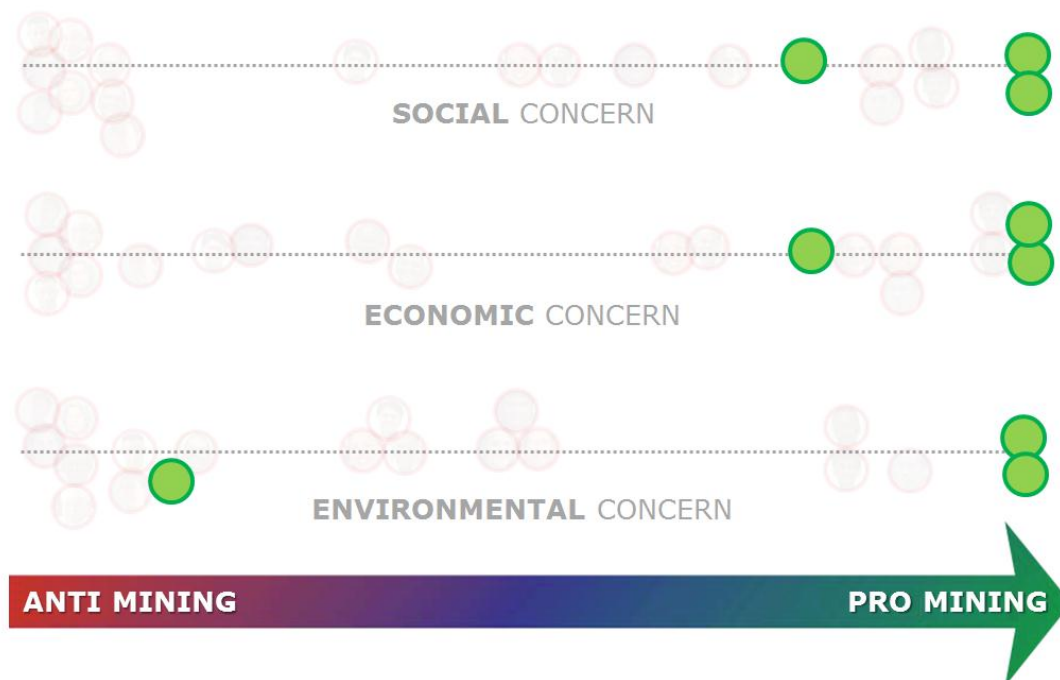 SOCIAL CONCERN
ECONOMIC CONCERN
ENVIRONMENTAL CONCERN
ANTI MINING PRO MINING